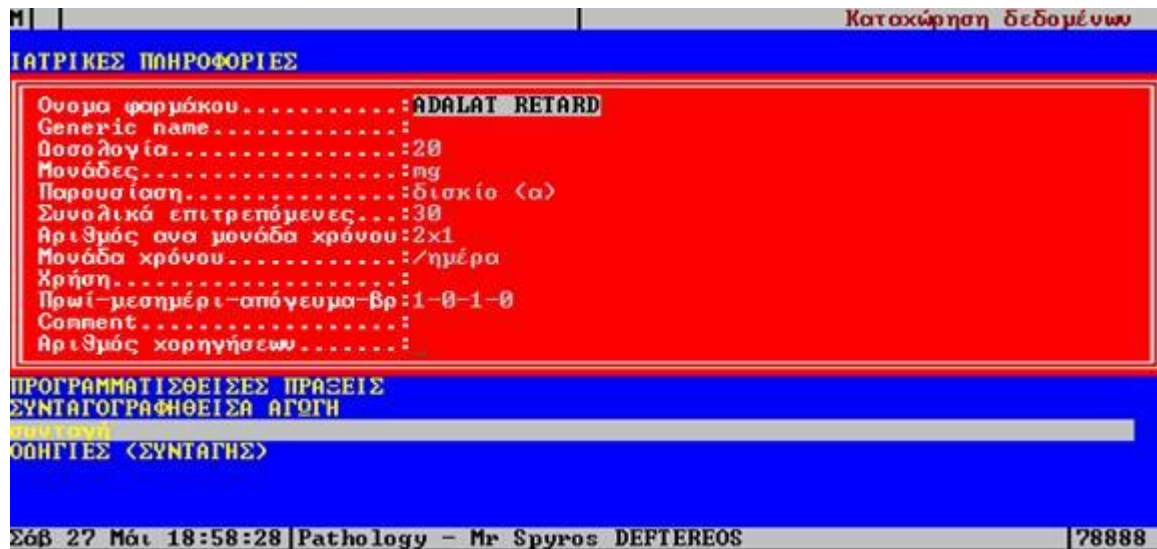 M Καταχώρηση δεδομένων
ΙΑΤΡΙΚΕΣ ΠΛΗΡΟΦΟΡΙΕΣ
Ονομα φαρμάκου............:ADALAT RETARD
Generic name..............:
Δοσολογία.................:20
Μονάδες...................:mg
Παρουσίαση................:δισκίο (α)
Συνολικά επιτρεπόμενες....:30
Αριθμός ανα μονάδα χρόνου:2x1
Μονάδα χρόνου.............:/ημέρα
Χρήση.....................:
Πρωί-μεσημέρι-απόγευμα-βρ:1-0-1-0
Comment...................:
Αριθμός χορηγήσεων.......:_
ΠΡΟΓΡΑΜΜΑΤΙΣΘΕΙΣΕΣ ΠΡΑΞΕΙΣ
ΣΥΝΤΑΓΟΓΡΑΦΗΘΕΙΣΑ ΑΓΩΓΗ
συνταγή
ΟΔΗΓΙΕΣ (ΣΥΝΤΑΓΗΣ)
Σάβ 27 Μάι 18:58:28|Pathology - Mr Spyros DEFTEREOS |78888